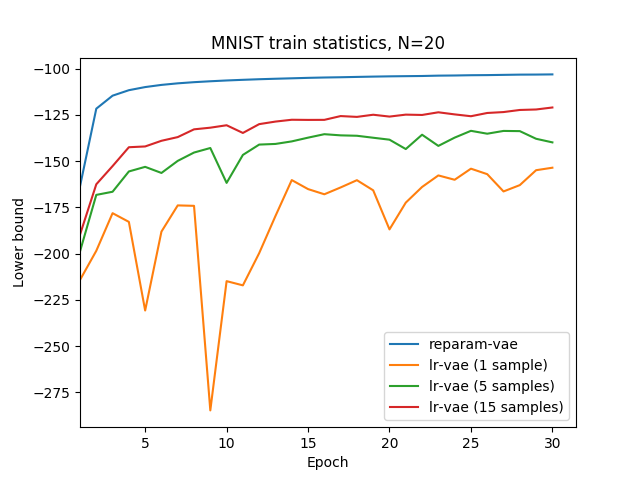 MNIST train statistics, N=20
Lower bound
−100
−125
−150
−175
−200
−225
−250
−275
5
10
15
20
25
30
Epoch
reparam-vae
lr-vae (1 sample)
lr-vae (5 samples)
lr-vae (15 samples)